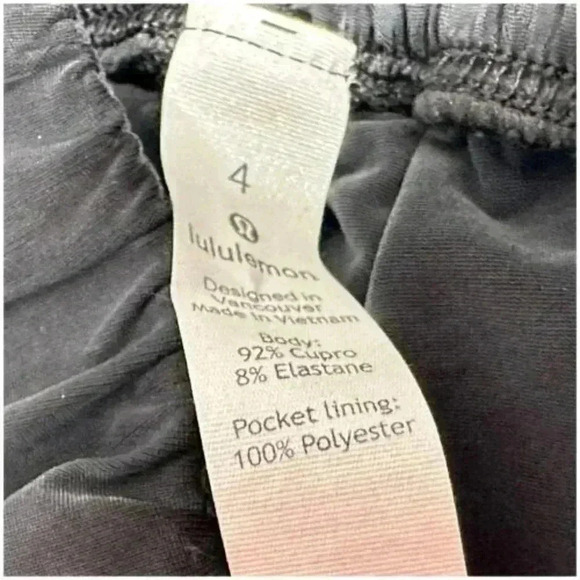 4
lululemon
Designed in
Vancouver
Made in Vietnam
Body:
92% Cupro
8% Elastane
Pocket lining:
100% Polyester